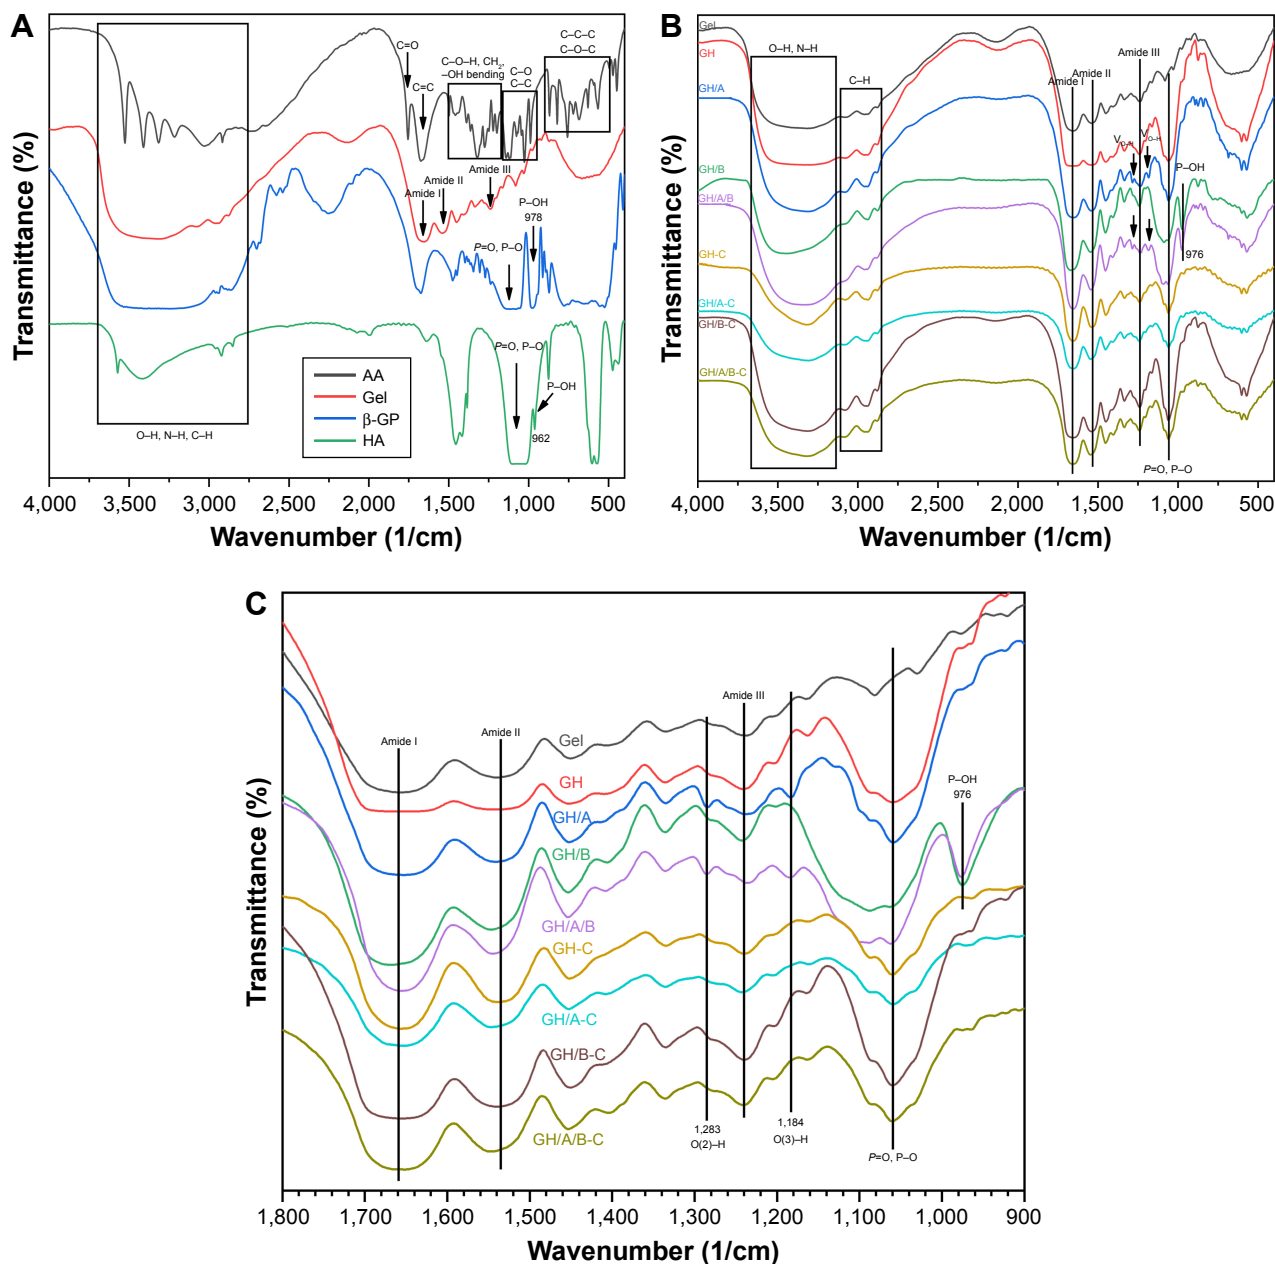 A
C–C–C
C–O–C
C=O
C–O–H, CH2,
–OH bending
C–O
C–C
C=C
Amide III
Amide II
Amide I
P–OH
978
P=O, P–O
P=O, P–O
P–OH
962
AA
Gel
β-GP
HA
O–H, N–H, C–H
Transmittance (%)
4,000 3,500 3,000 2,500 2,000 1,500 1,000 500
Wavenumber (1/cm)
B
Gel
GH
GH/A
GH/B
GH/A/B
GH-C
GH/A-C
GH/B-C
GH/A/B-C
O–H, N–H
C–H
Amide III
Amide II
Amide I
VO–H
VO–H
P–OH
976
P=O, P–O
Transmittance (%)
4,000 3,500 3,000 2,500 2,000 1,500 1,000 500
Wavenumber (1/cm)
C
Amide I
Amide II
Amide III
Gel
GH
GH/A
GH/B
GH/A/B
GH-C
GH/A-C
GH/B-C
GH/A/B-C
P–OH
976
1,283
O(2)–H
1,184
O(3)–H
P=O, P–O
Transmittance (%)
1,800 1,700 1,600 1,500 1,400 1,300 1,200 1,100 1,000 900
Wavenumber (1/cm)